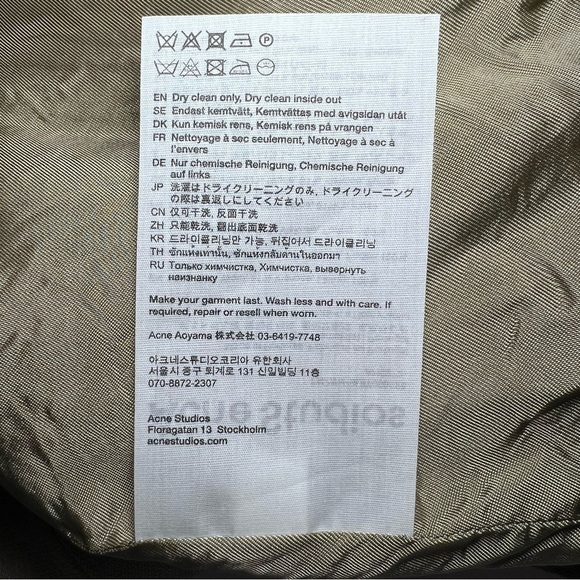 EN Dry clean only, Dry clean inside out
SE Endast kemtvätt, Kemtvättas med avigsidan utåt
DK Kun kemisk rens, Kemisk rens på vrangen
FR Nettoyage à sec seulement, Nettoyage à sec à
l'envers
DE Nur chemische Reinigung, Chemische Reinigung
auf links
JP 洗濯はドライクリーニングのみ, ドライクリーニング
の際は裏返しにしてください
CN 仅可干洗, 反面干洗
ZH 只能乾洗, 翻出底面乾洗
KR 드라이클리닝만 가능, 뒤집어서 드라이클리닝
TH ซักแห้งเท่านั้น, ซักแห้งกลับด้านในออกมา
RU Только химчистка, Химчистка, вывернуть
наизнанку
Make your garment last. Wash less and with care. If
required, repair or resell when worn.
Acne Aoyama 株式会社 03-6419-7748
아크네스튜디오코리아 유한회사
서울시 중구 퇴계로 131 신일빌딩 11층
070-8872-2307
Acne Studios
Floragatan 13 Stockholm
acnestudios.com